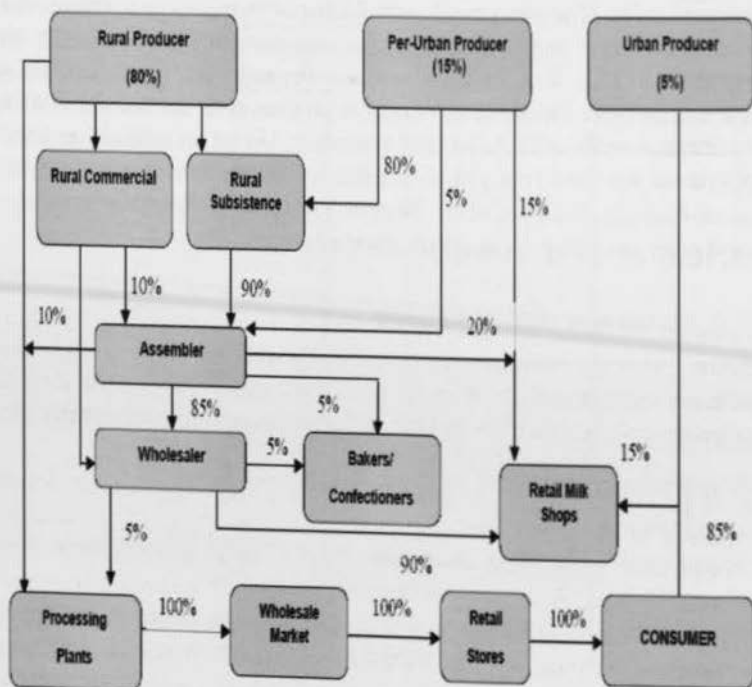 Rural Producer
(80%)
Per-Urban Producer
(15%)
Urban Producer
(5%)
Rural Commercial
Rural
Subsistence
80%
5%
15%
10%
90%
10%
20%
Assembler
85%
5%
Wholesaler
5%
Bakers/
Confectioners
Retail Milk
Shops
15%
85%
5%
90%
Processing
Plants
100%
Wholesale
Market
100%
Retail
Stores
100%
CONSUMER